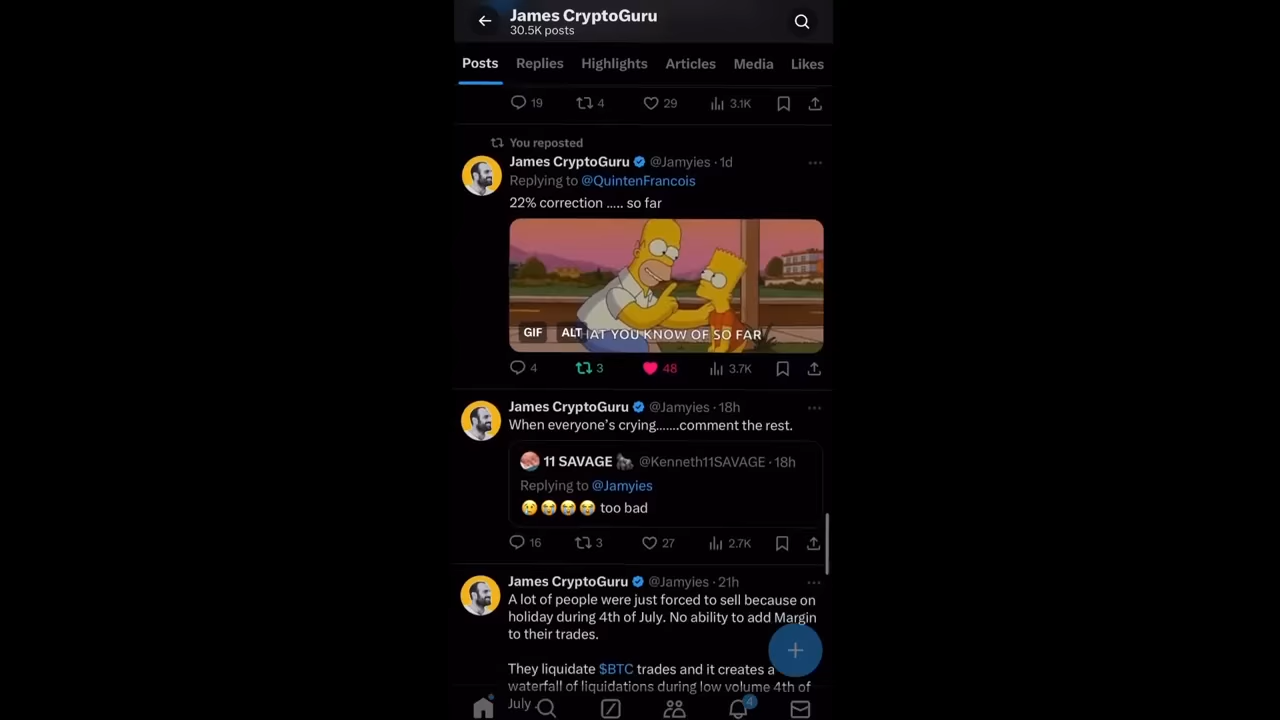 James CryptoGuru
30.5K posts
Posts Replies Highlights Articles Media Likes
19 4 29 3.1K
You reposted
James CryptoGuru @Jamyies · 1d
Replying to @QuintenFrancois
22% correction ..... so far
GIF ALT HAT YOU KNOW OF SO FAR
4 3 48 3.7K
James CryptoGuru @Jamyies · 18h
When everyone's crying.......comment the rest.
11 SAVAGE 🦍 @Kenneth11SAVAGE · 18h
Replying to @Jamyies
😢😭😭😭 too bad
16 3 27 2.7K
James CryptoGuru @Jamyies · 21h
A lot of people were just forced to sell because on
holiday during 4th of July. No ability to add Margin
to their trades.
They liquidate $BTC trades and it creates a
waterfall of liquidations during low volume 4th of
July
4